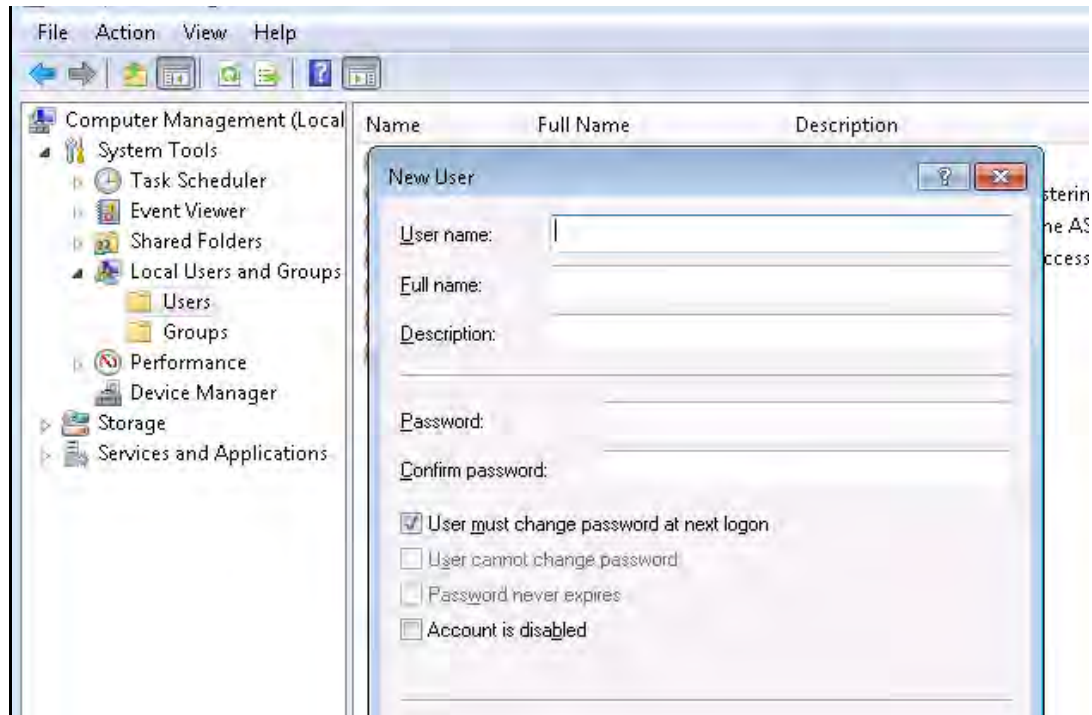 File Action View Help
Computer Management (Local
System Tools
Task Scheduler
Event Viewer
Shared Folders
Local Users and Groups
Users
Groups
Performance
Device Manager
Storage
Services and Applications
Name Full Name Description
New User
User name:
Full name:
Description:
Password:
Confirm password:
User must change password at next logon
User cannot change password
Password never expires
Account is disabled